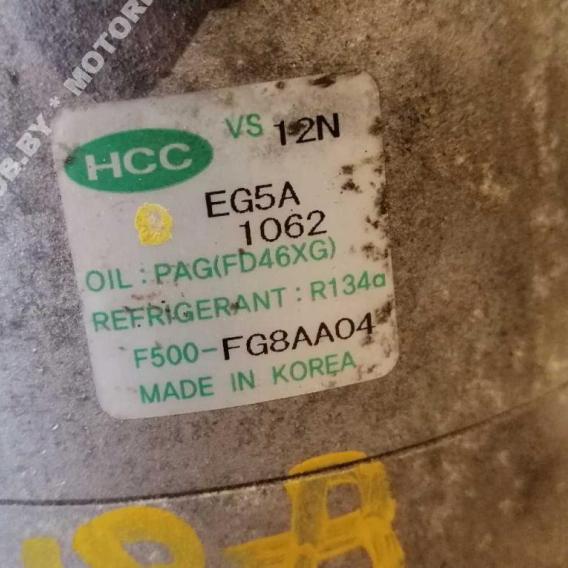 HCC VS 12N
EG5A
1062
OIL : PAG(FD46XG)
REFRIGERANT : R134a
F500-FG8AA04
MADE IN KOREA